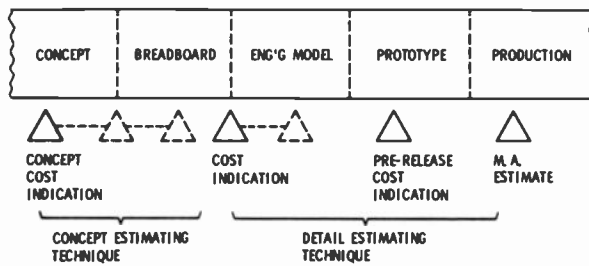 CONCEPT
BREADBOARD
ENG'G MODEL
PROTOTYPE
PRODUCTION
CONCEPT
COST
INDICATION
COST
INDICATION
PRE-RELEASE
COST
INDICATION
M. A.
ESTIMATE
CONCEPT ESTIMATING
TECHNIQUE
DETAIL ESTIMATING
TECHNIQUE